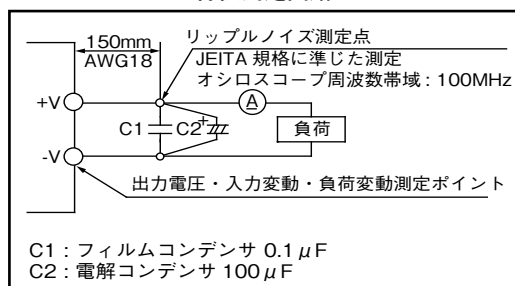 150mm
AWG18
リップルノイズ測定点
JEITA 規格に準じた測定
オシロスコープ周波数帯域：100MHz
+V
C1
C2
+
A
負荷
-V
出力電圧・入力変動・負荷変動測定ポイント
C1：フィルムコンデンサ 0.1μF
C2：電解コンデンサ 100μF